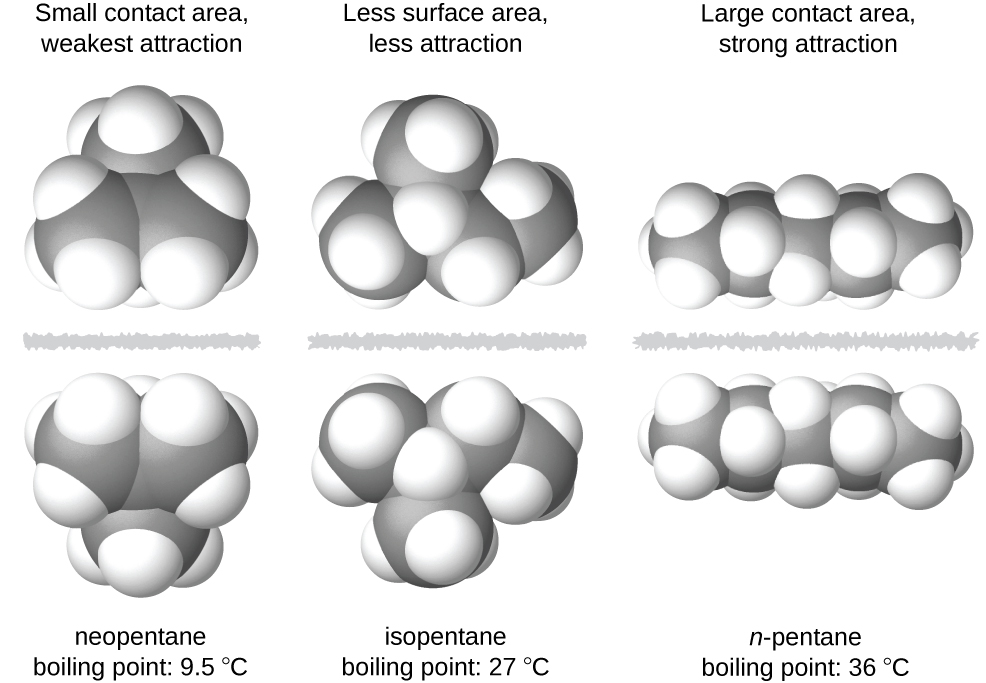 Small contact area,
weakest attraction
Less surface area,
less attraction
Large contact area,
strong attraction
neopentane
boiling point: 9.5 °C
isopentane
boiling point: 27 °C
n-pentane
boiling point: 36 °C